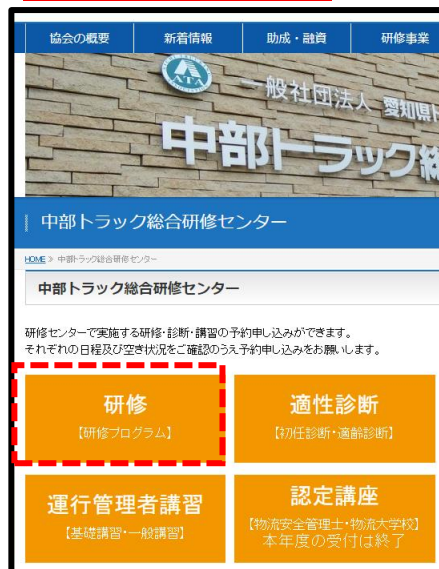 協会の概要
新着情報
助成・融資
研修事業
ATA
一般社団法人 愛知県
中部トラック総
中部トラック総合研修センター
HOME » 中部トラック総合研修センター
中部トラック総合研修センター
研修センターで実施する研修・診断・講習の予約申し込みができます。
それぞれの日程及び空き状況をご確認のうえ予約申し込みをお願いします。
研修
【研修プログラム】
適性診断
【初任診断・適齢診断】
運行管理者講習
【基礎講習・一般講習】
認定講座
【物流安全管理士・物流大学校】
本年度の受付は終了